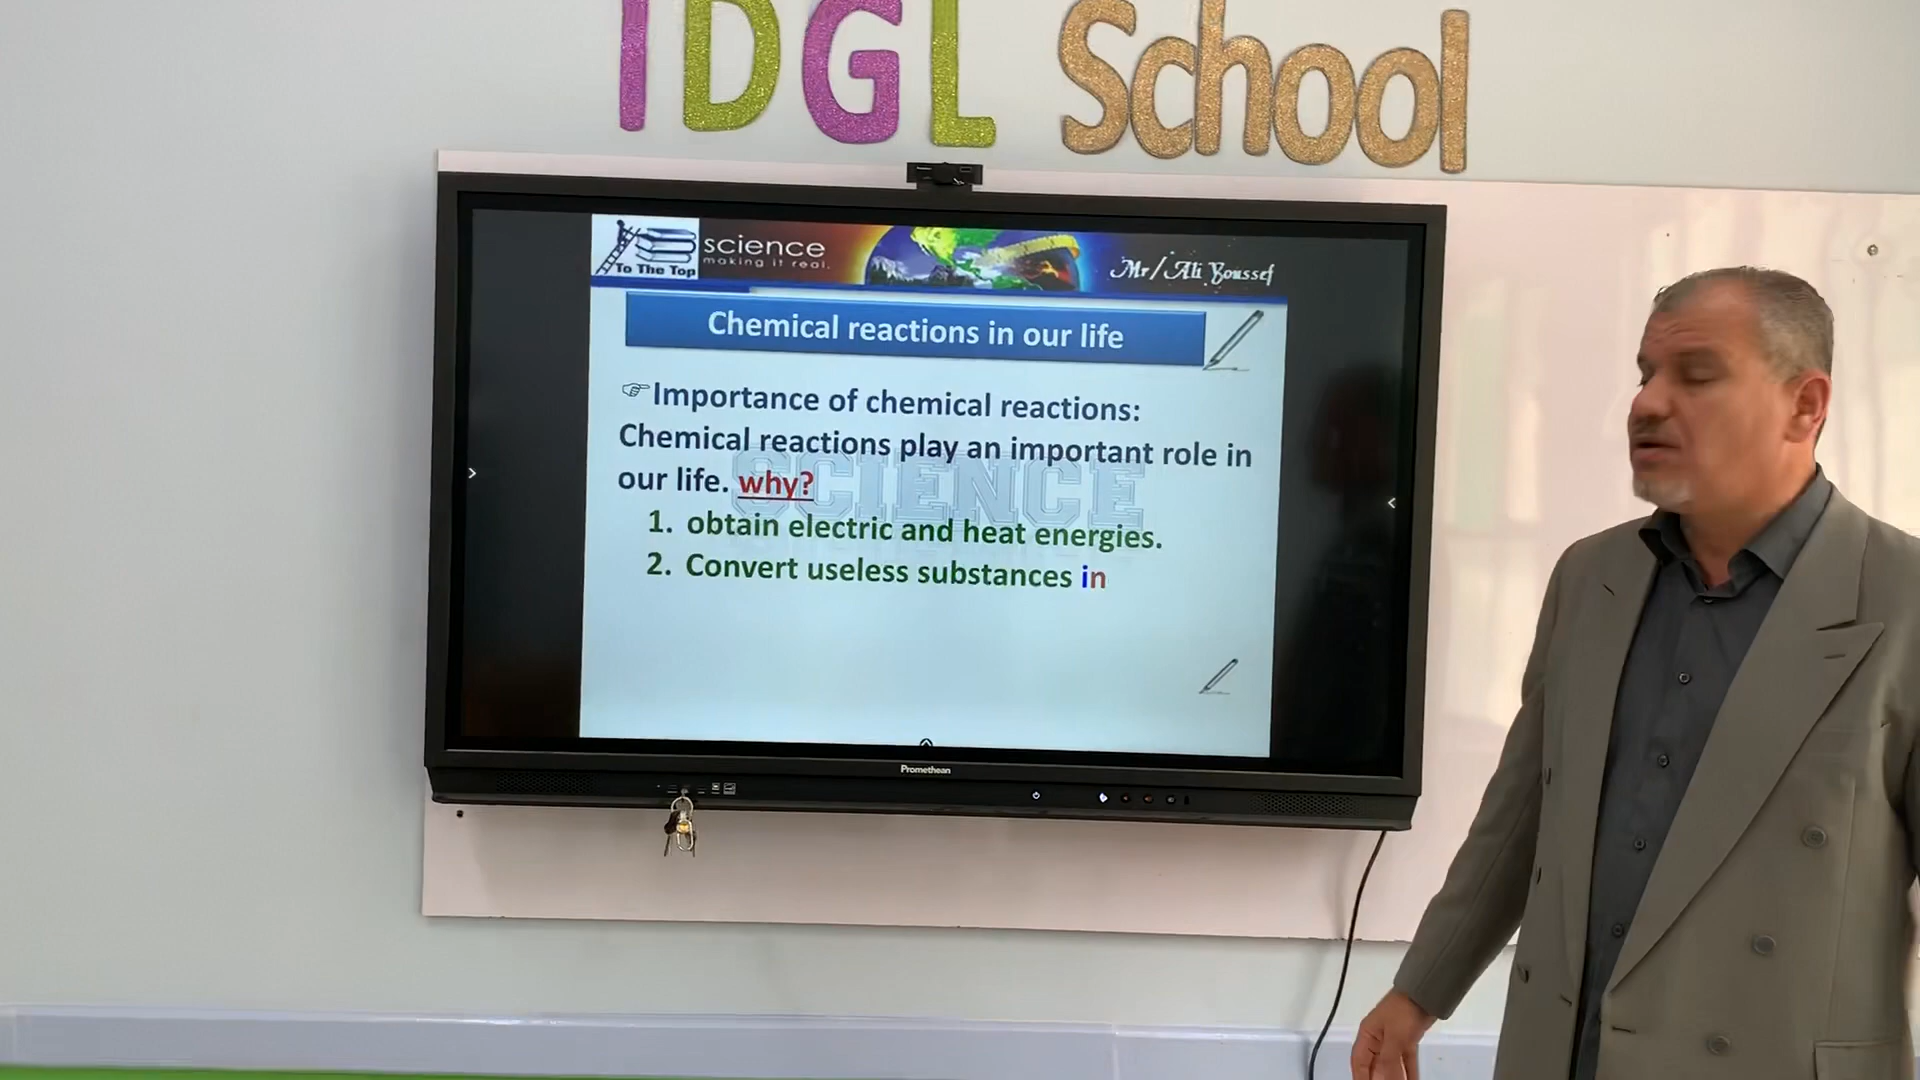 IDGL School
To The Top
science
making it real.
Mr/Ali Youssef
Chemical reactions in our life
Importance of chemical reactions:
Chemical reactions play an important role in
our life. why?
SCIENCE
1. obtain electric and heat energies.
2. Convert useless substances in
Promethean